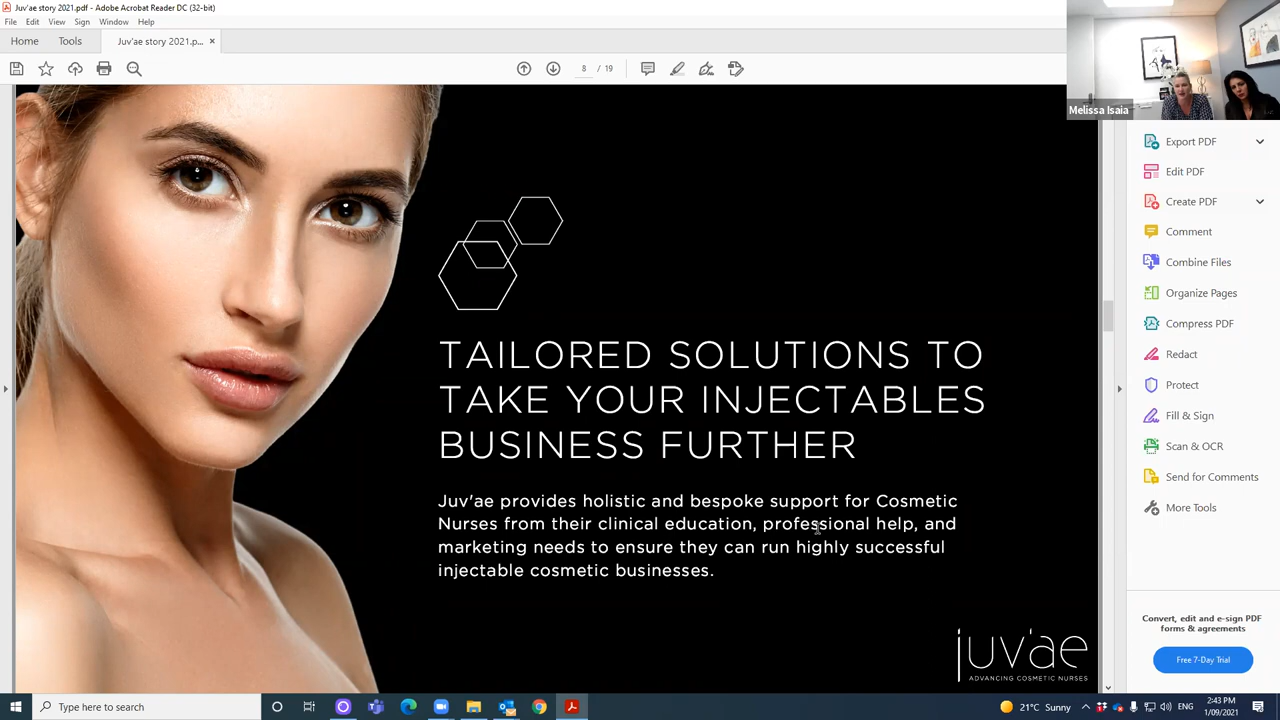 Juv'ae story 2021.pdf - Adobe Acrobat Reader DC (32-bit)
File Edit View Sign Window Help
Home Tools Juv'ae story 2021.p... ×
8 / 19
Melissa Isaia
Export PDF
Edit PDF
Create PDF
Comment
Combine Files
Organize Pages
Compress PDF
Redact
Protect
Fill & Sign
Scan & OCR
Send for Comments
More Tools
TAILORED SOLUTIONS TO
TAKE YOUR INJECTABLES
BUSINESS FURTHER
Juv'ae provides holistic and bespoke support for Cosmetic
Nurses from their clinical education, professional help, and
marketing needs to ensure they can run highly successful
injectable cosmetic businesses.
juv'ae
ADVANCING COSMETIC NURSES
Convert, edit and e-sign PDF
forms & agreements
Free 7-Day Trial
Type here to search
21°C Sunny
ENG
2:43 PM
1/09/2021